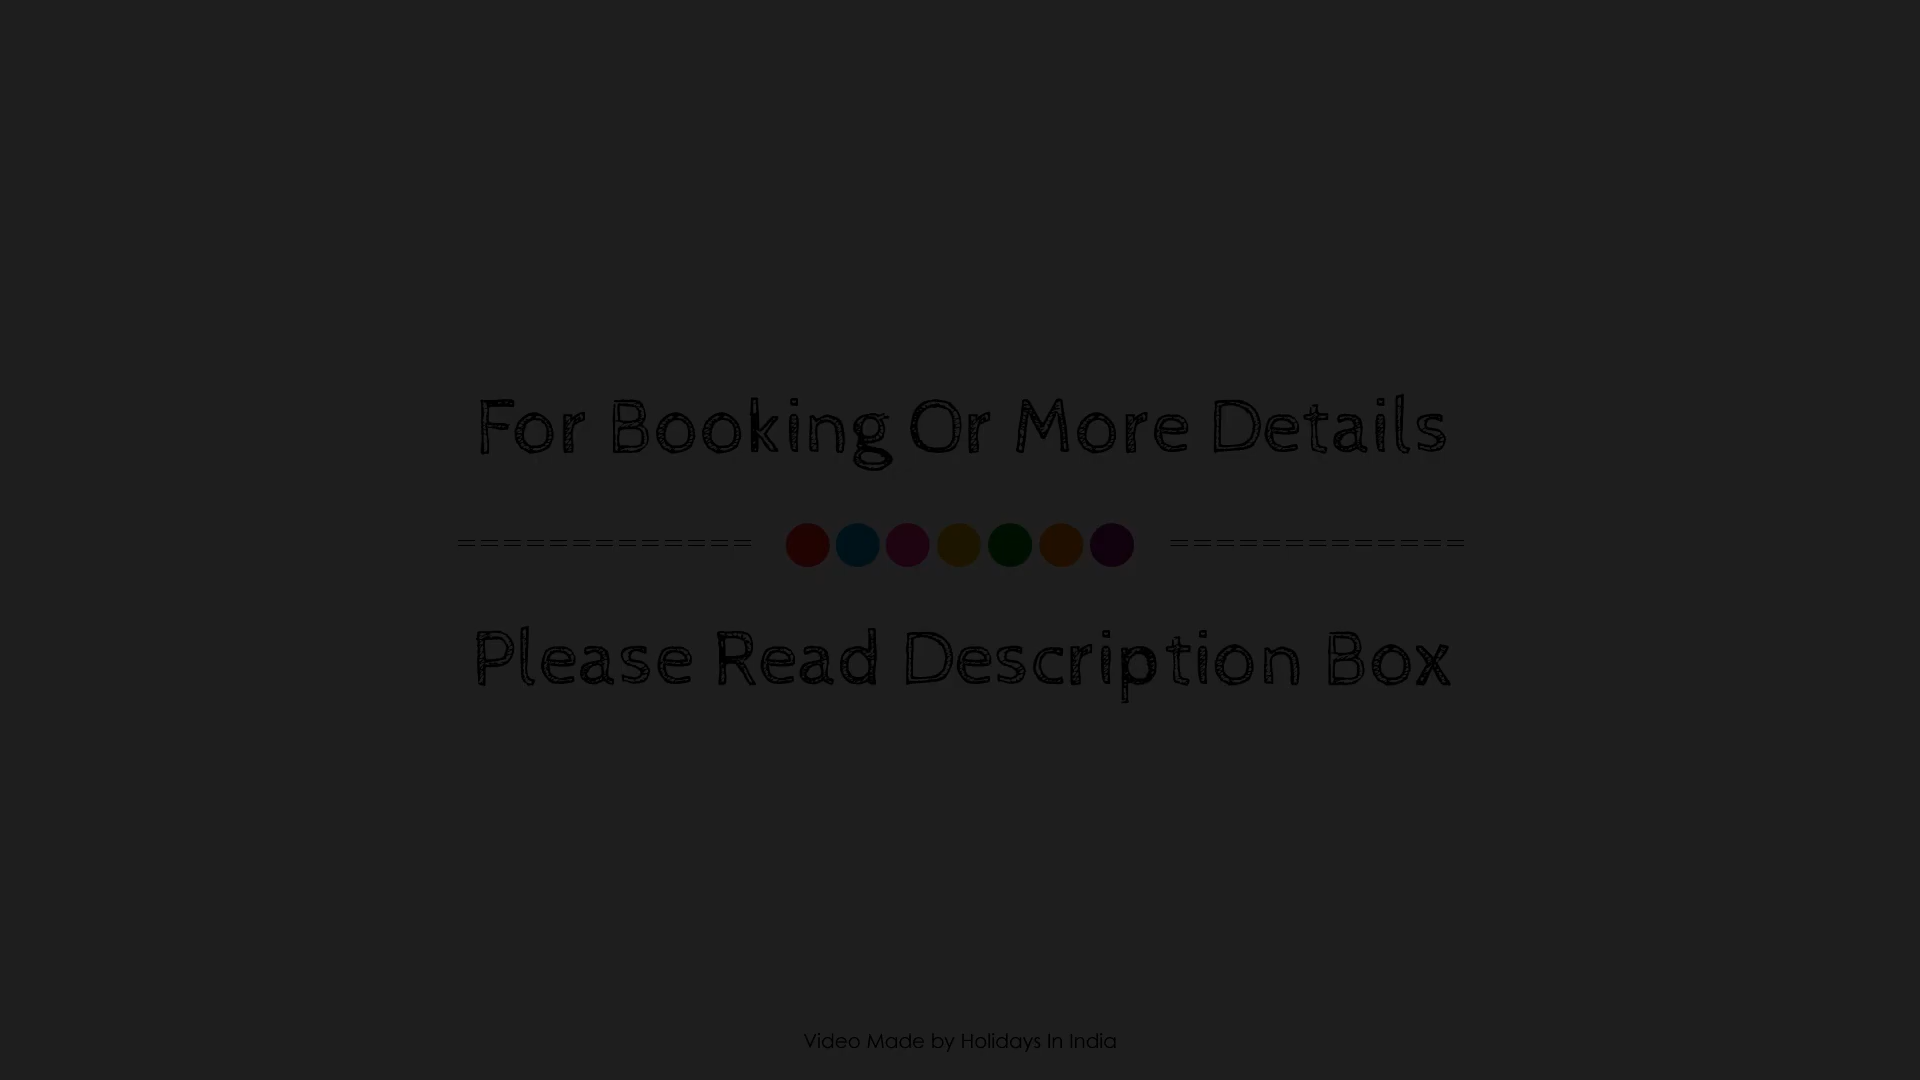 For Booking Or More Details
============= =============
Please Read Description Box
Video Made by Holidays In India